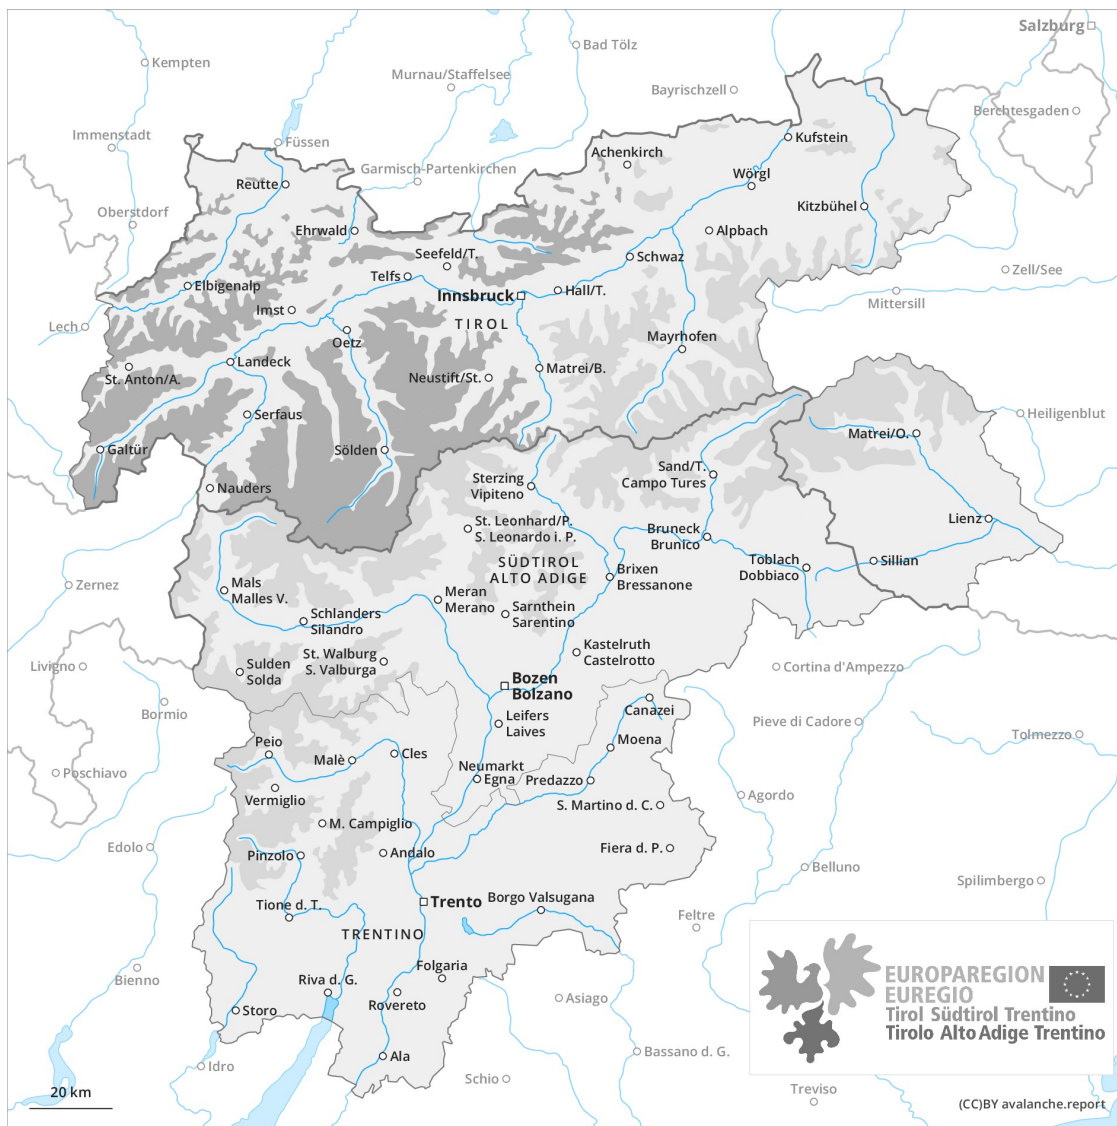 Salzburg
Bad Tölz
Kempten
Murnau/Staffelsee
Bayrischzell
Berchtesgaden
Immenstadt
Füssen
Kufstein
Achenkirch
Garmisch-Partenkirchen
Wörgl
Reutte
Kitzbühel
Oberstdorf
Ehrwald
Alpbach
Seefeld/T.
Schwaz
Zell/See
Telfs
Elbigenalp
Hall/T.
Innsbruck
Mittersill
Imst
TIROL
Lech
Oetz
Mayrhofen
Landeck
Matrei/B.
St. Anton/A.
Neustift/St.
Serfaus
Heiligenblut
Matrei/O.
Galtür
Sölden
Sand/T.
Campo Tures
Sterzing
Vipiteno
Nauders
Lienz
St. Leonhard/P.
S. Leonardo i. P.
Bruneck
Brunico
SÜDTIROL
ALTO ADIGE
Toblach
Dobbiaco
Sillian
Brixen
Bressanone
Zernez
Mals
Malles V.
Meran
Merano
Schlanders
Silandro
Sarnthein
Sarentino
Kastelruth
Castelrotto
St. Walburg
S. Valburga
Livigno
Sulden
Solda
Cortina d'Ampezzo
Bozen
Bolzano
Canazei
Bormio
Leifers
Laives
Pieve di Cadore
Tolmezzo
Peio
Moena
Malè
Cles
Poschiavo
Neumarkt
Egna
Predazzo
Vermiglio
Agordo
S. Martino d. C.
M. Campiglio
Edolo
Pinzolo
Andalo
Fiera d. P.
Belluno
Spilimbergo
Tione d. T.
Trento
Borgo Valsugana
Feltre
TRENTINO
Bienno
Folgaria
Riva d. G.
Rovereto
Asiago
Storo
EUROPAREGION
EUREGIO
Tirol Südtirol Trentino
Tirolo Alto Adige Trentino
Ala
Idro
Bassano d. G.
Schio
Treviso
20 km
(CC)BY avalanche.report